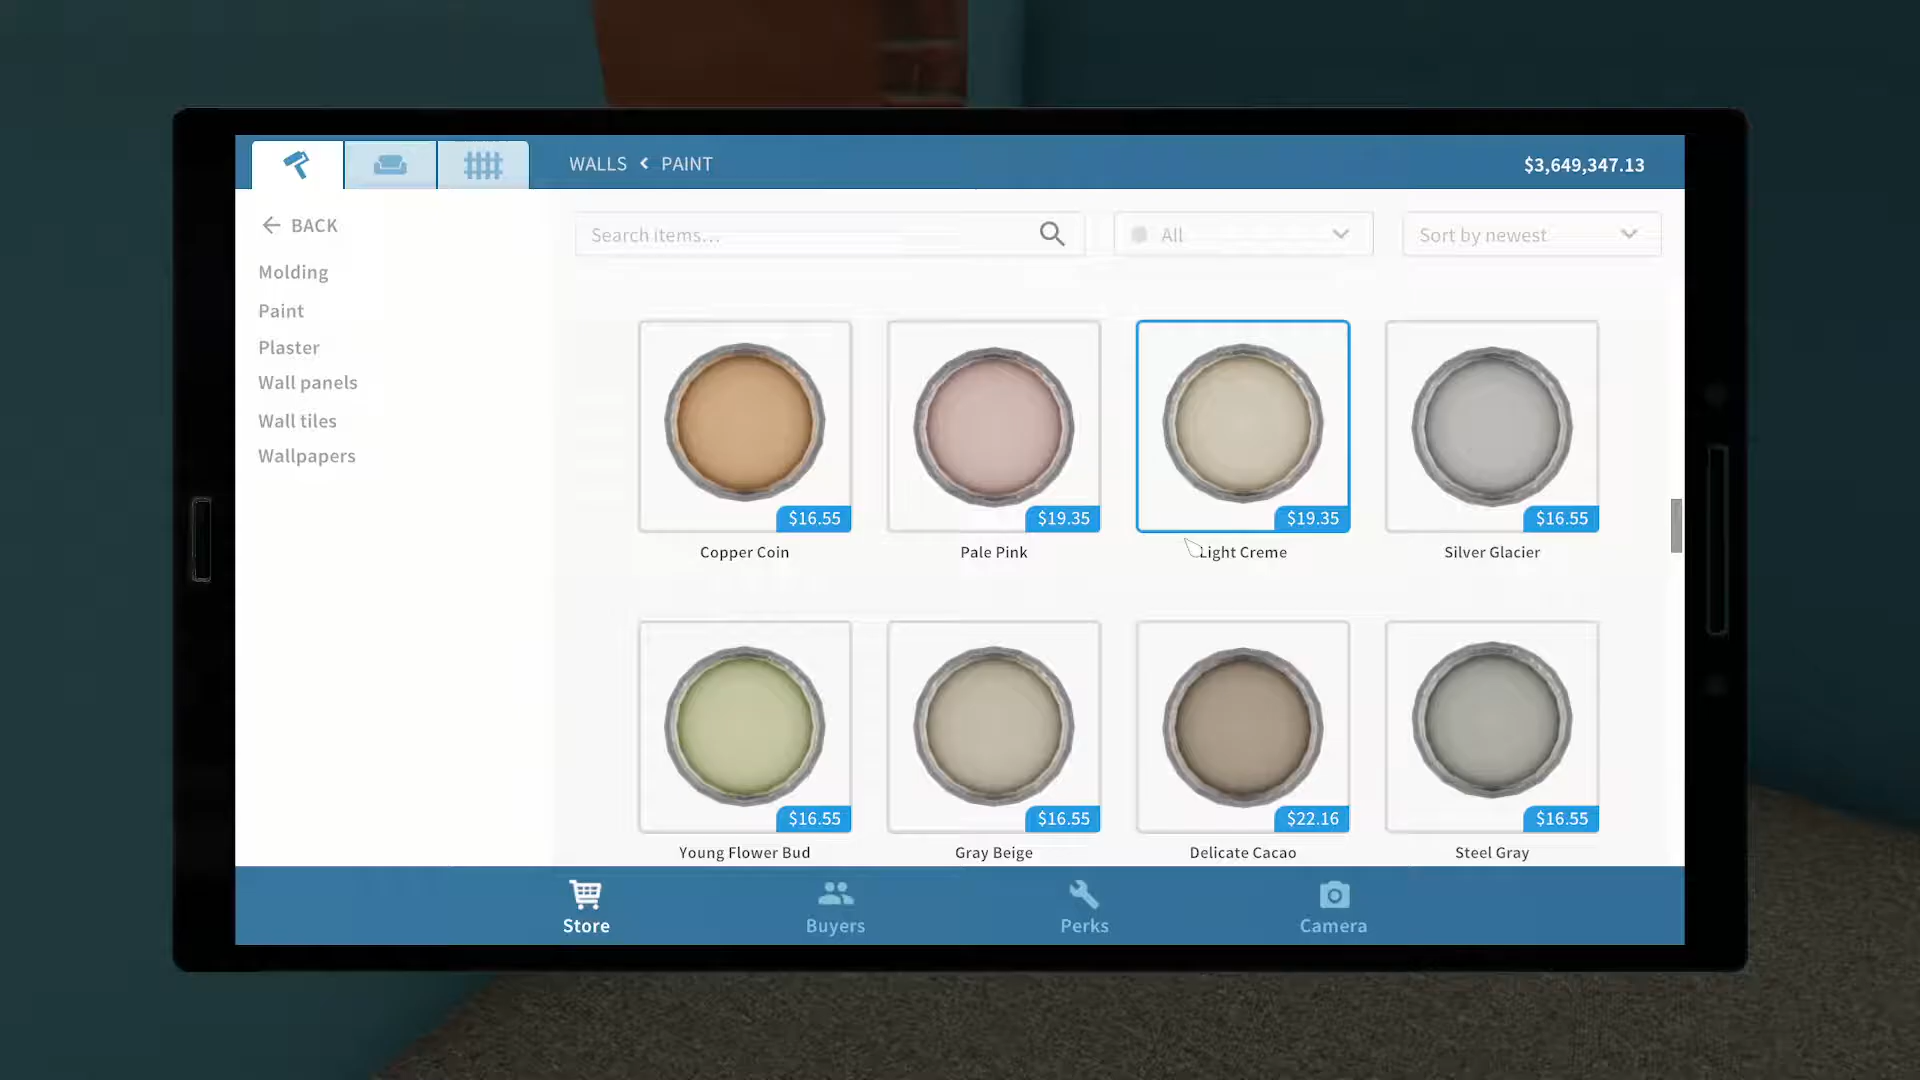 WALLS < PAINT
$3,649,347.13
BACK
Molding
Paint
Plaster
Wall panels
Wall tiles
Wallpapers
Search items...
All
Sort by newest
$16.55
$19.35
$19.35
$16.55
Copper Coin
Pale Pink
Light Creme
Silver Glacier
$16.55
$16.55
$22.16
$16.55
Young Flower Bud
Gray Beige
Delicate Cacao
Steel Gray
Store
Buyers
Perks
Camera